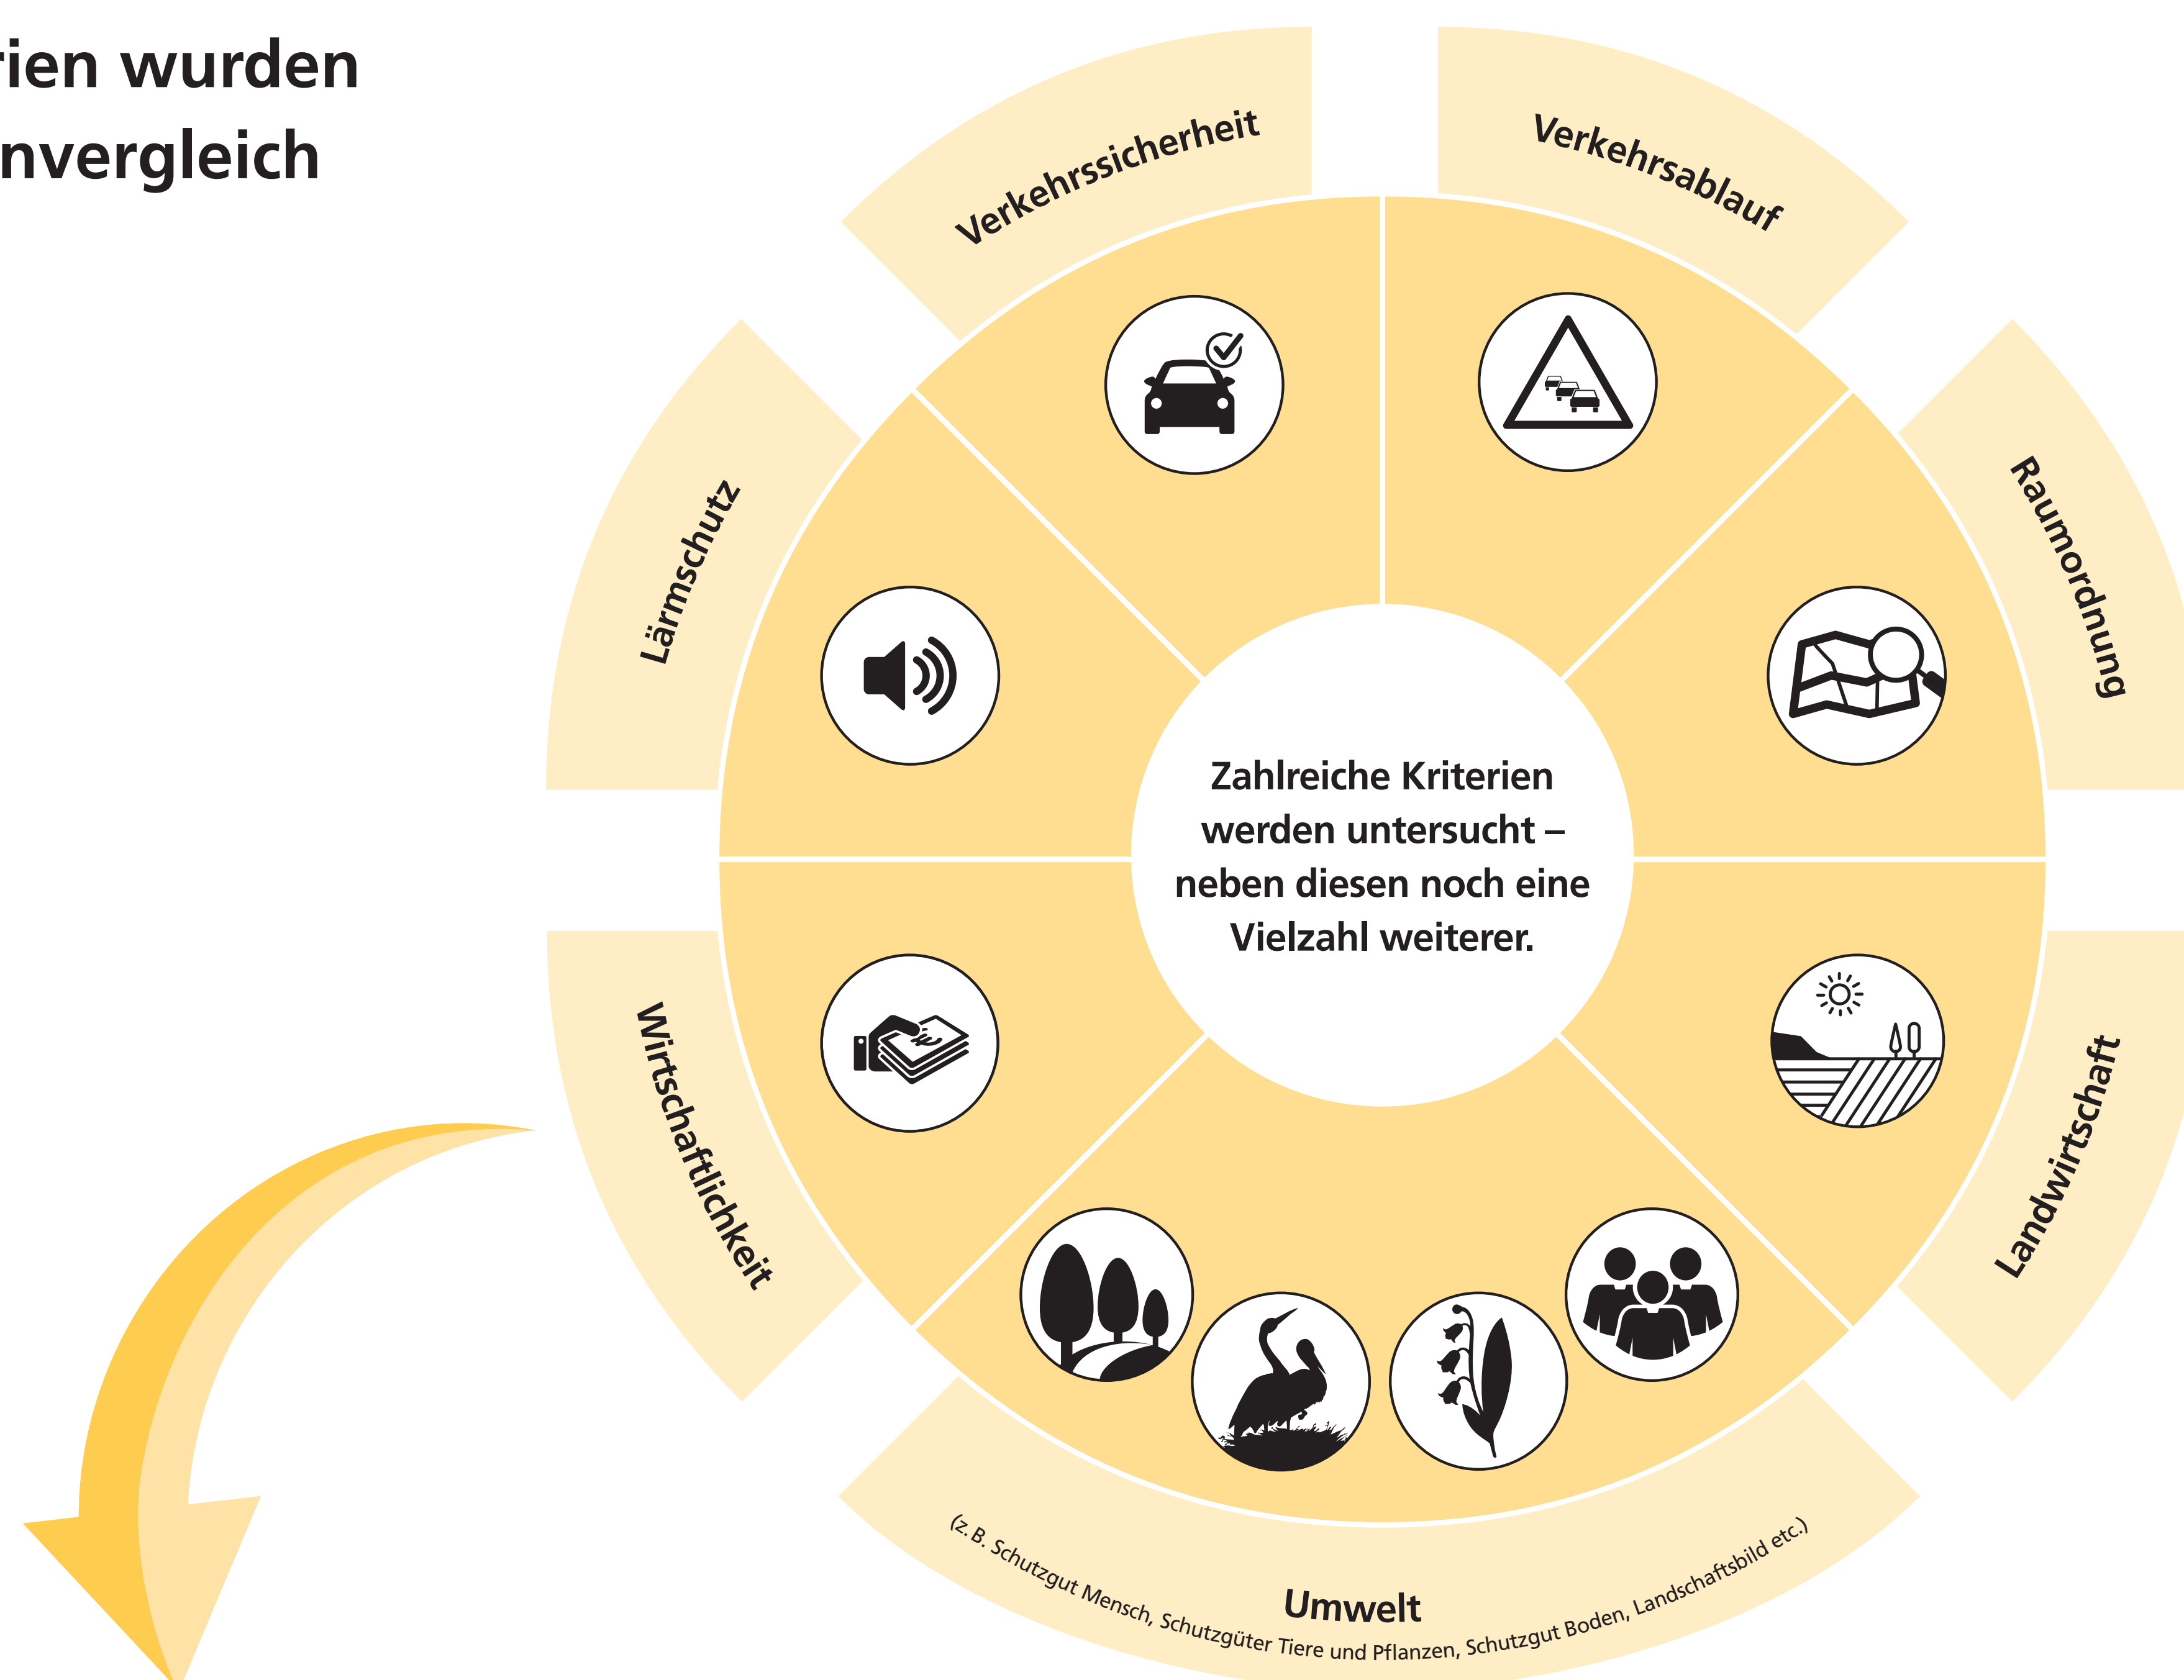 rien wurden
nvergleich
Verkehrssicherheit
Verkehrsablauf
Lärmschutz
Raumordnung
Zahlreiche Kriterien
werden untersucht –
neben diesen noch eine
Vielzahl weiterer.
Wirtschaftlichkeit
Landwirtschaft
Umwelt
(z. B. Schutzgut Mensch, Schutzgüter Tiere und Pflanzen, Schutzgut Boden, Landschaftsbild etc.)